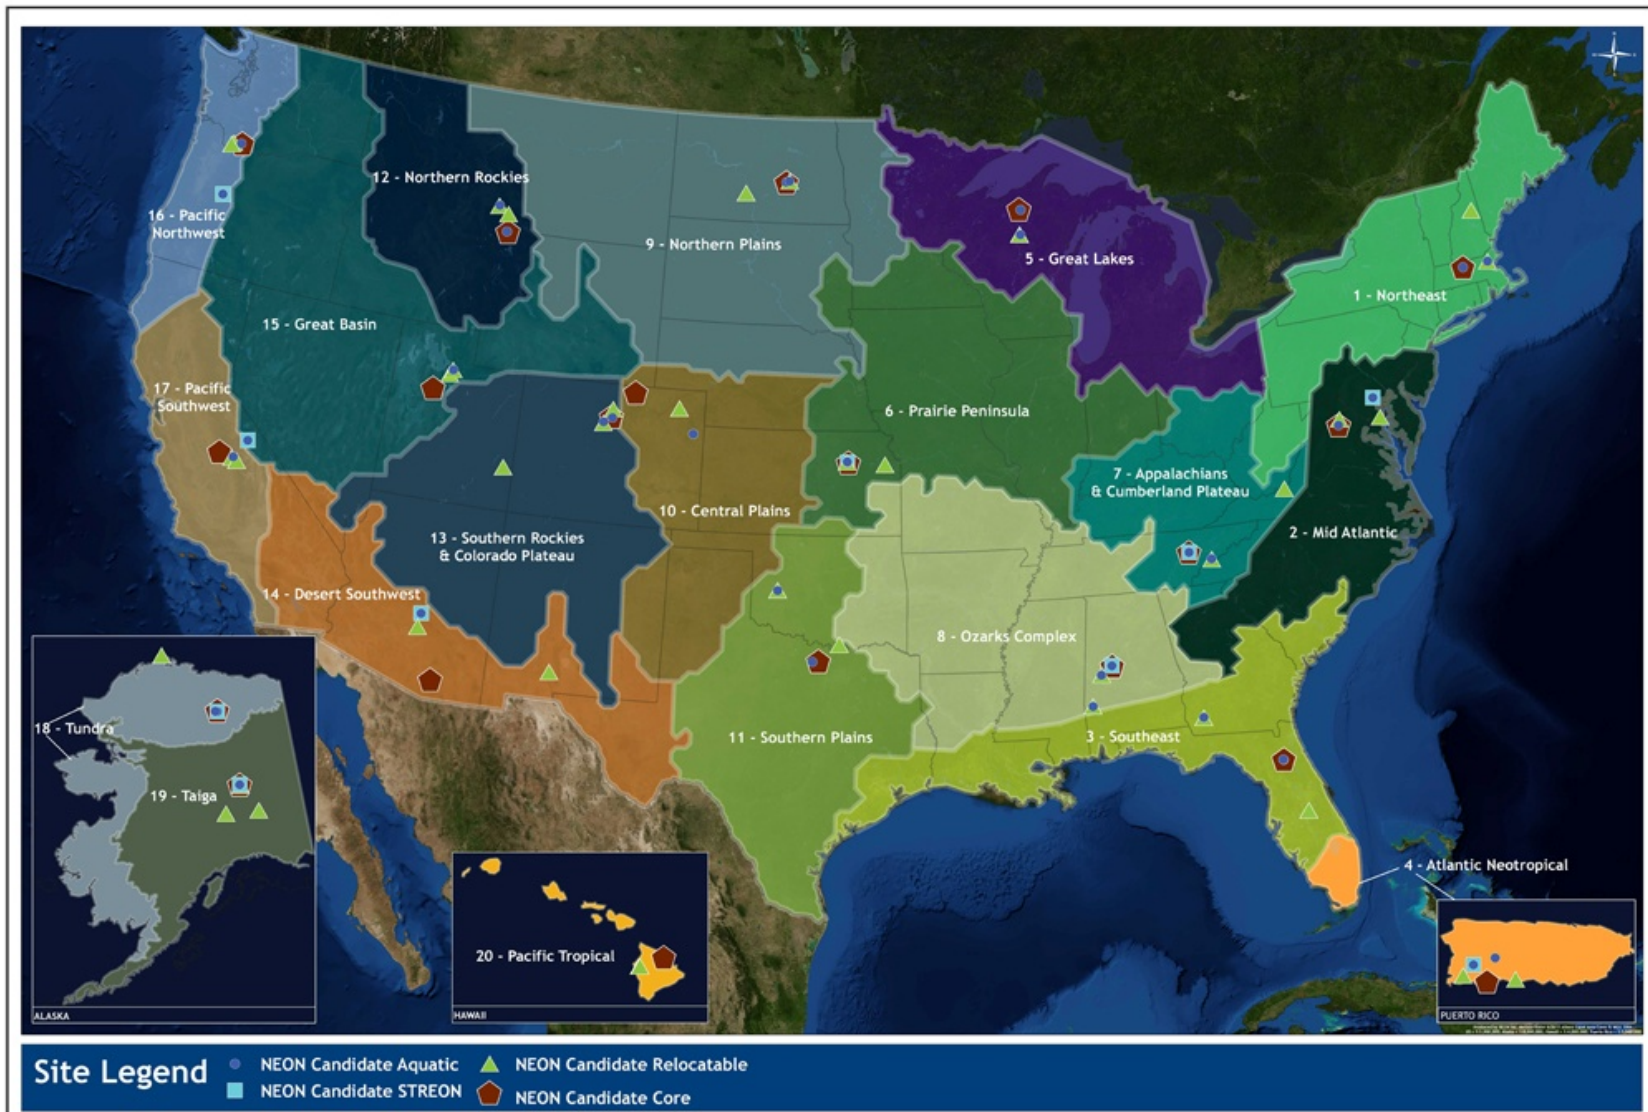 12 - Northern Rockies
16 - Pacific
Northwest
9 - Northern Plains
5 - Great Lakes
1 - Northeast
15 - Great Basin
17 - Pacific
Southwest
6 - Prairie Peninsula
7 - Appalachians
& Cumberland Plateau
10 - Central Plains
2 - Mid Atlantic
13 - Southern Rockies
& Colorado Plateau
14 - Desert Southwest
8 - Ozarks Complex
18 - Tundra
11 - Southern Plains
3 - Southeast
19 - Taiga
4 - Atlantic Neotropical
20 - Pacific Tropical
ALASKA
HAWAII
PUERTO RICO
Site Legend
NEON Candidate Aquatic
NEON Candidate Relocatable
NEON Candidate STREON
NEON Candidate Core